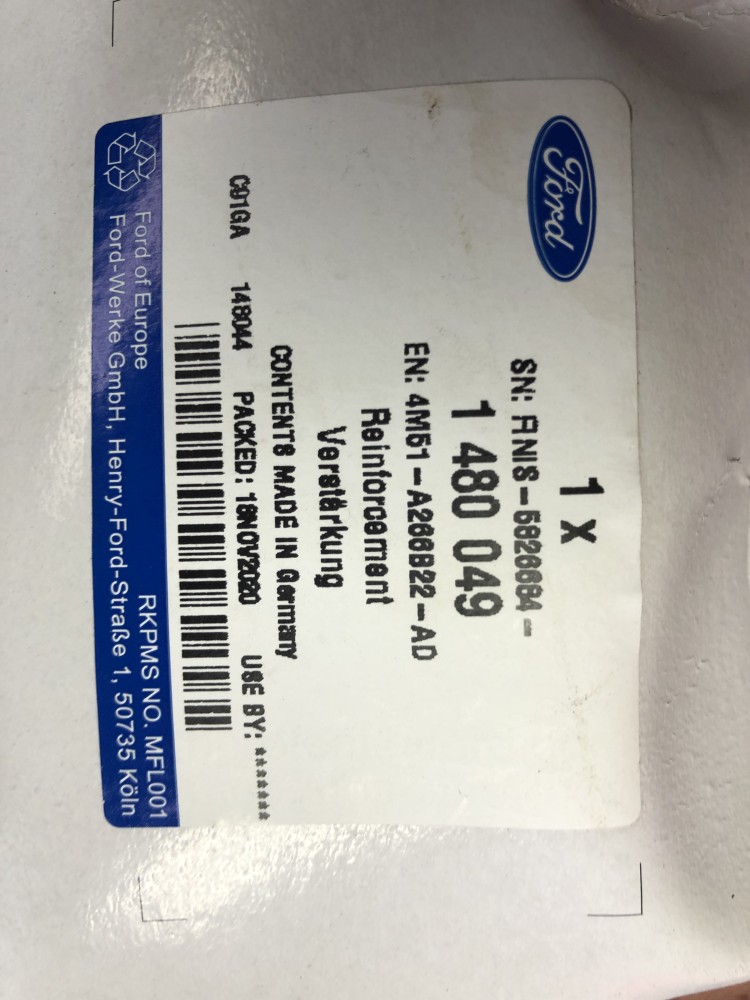 Ford
1 X
SN: FINIS-5826684-
1 480 049
EN: 4M51-A266B22-AD
Reinforcement
Verstärkung
CONTENTS MADE IN Germany
C01GA 148044 PACKED: 18NOV2020 USE BY: *******
Ford of Europe RKPMS NO. MFL001
Ford-Werke GmbH, Henry-Ford-Straße 1, 50735 Köln